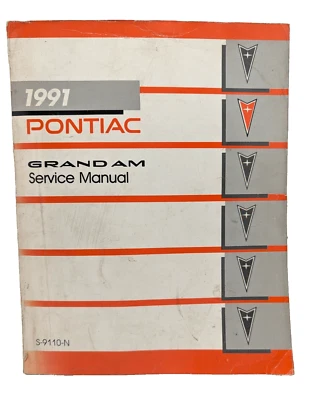 1991
PONTIAC
GRAND AM
Service Manual
S-9110-N